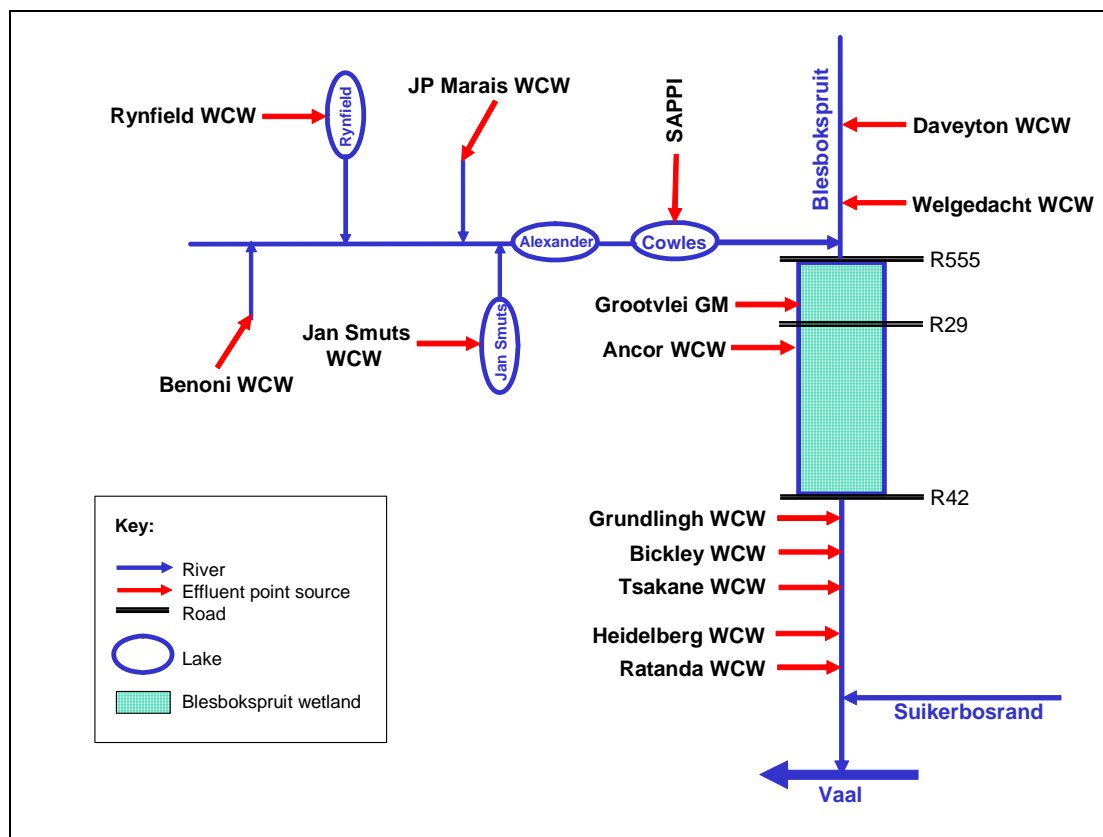 JP Marais WCW
Rynfield WCW
Rynfield
SAPPI
Blesbokspruit
Daveyton WCW
Welgedacht WCW
Alexander
Cowles
R555
Grootvlei GM
R29
Jan Smuts
WCW
Jan Smuts
Ancor WCW
Benoni WCW
R42
Grundlingh WCW
Bickley WCW
Tsakane WCW
Heidelberg WCW
Ratanda WCW
Suikerbosrand
Vaal
Key:
River
Effluent point source
Road
Lake
Blesbokspruit wetland